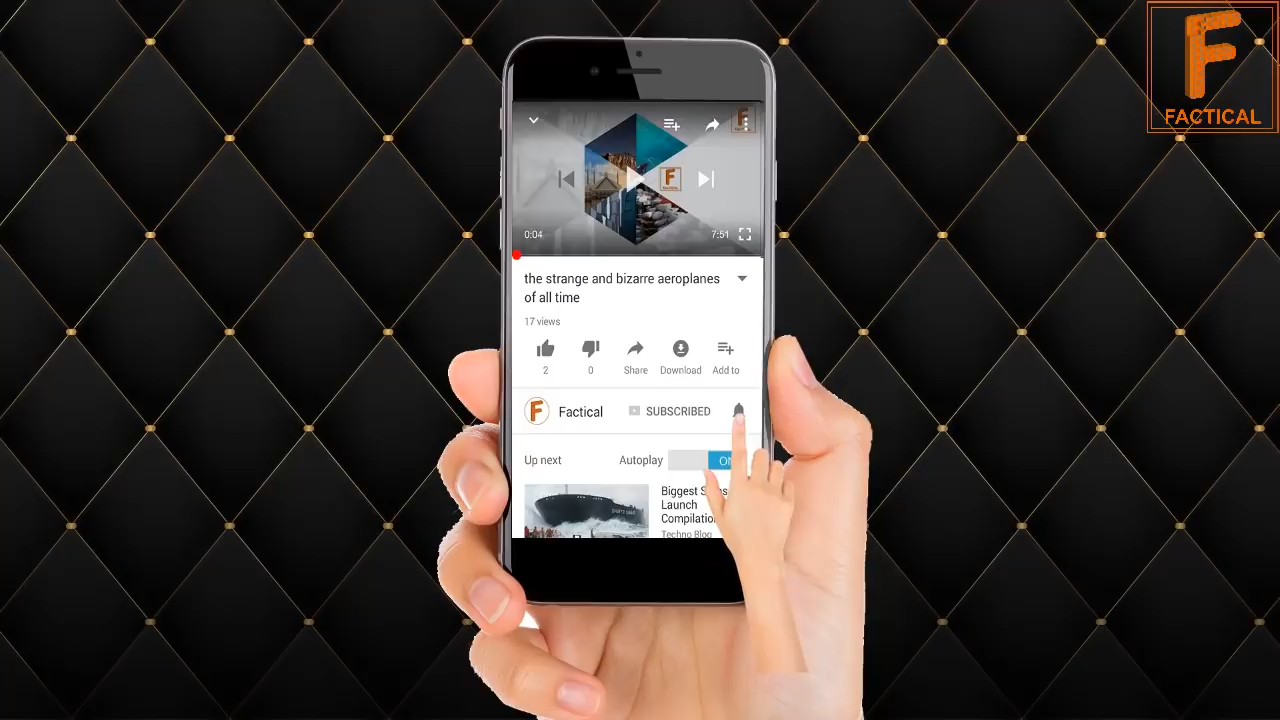 F
FACTICAL
F
FACTICAL
0:04
7:51
the strange and bizarre aeroplanes
of all time
17 views
2
0
Share
Download
Add to
F
Factical
SUBSCRIBED
Up next
Autoplay
Biggest
Launch
Techno Blog